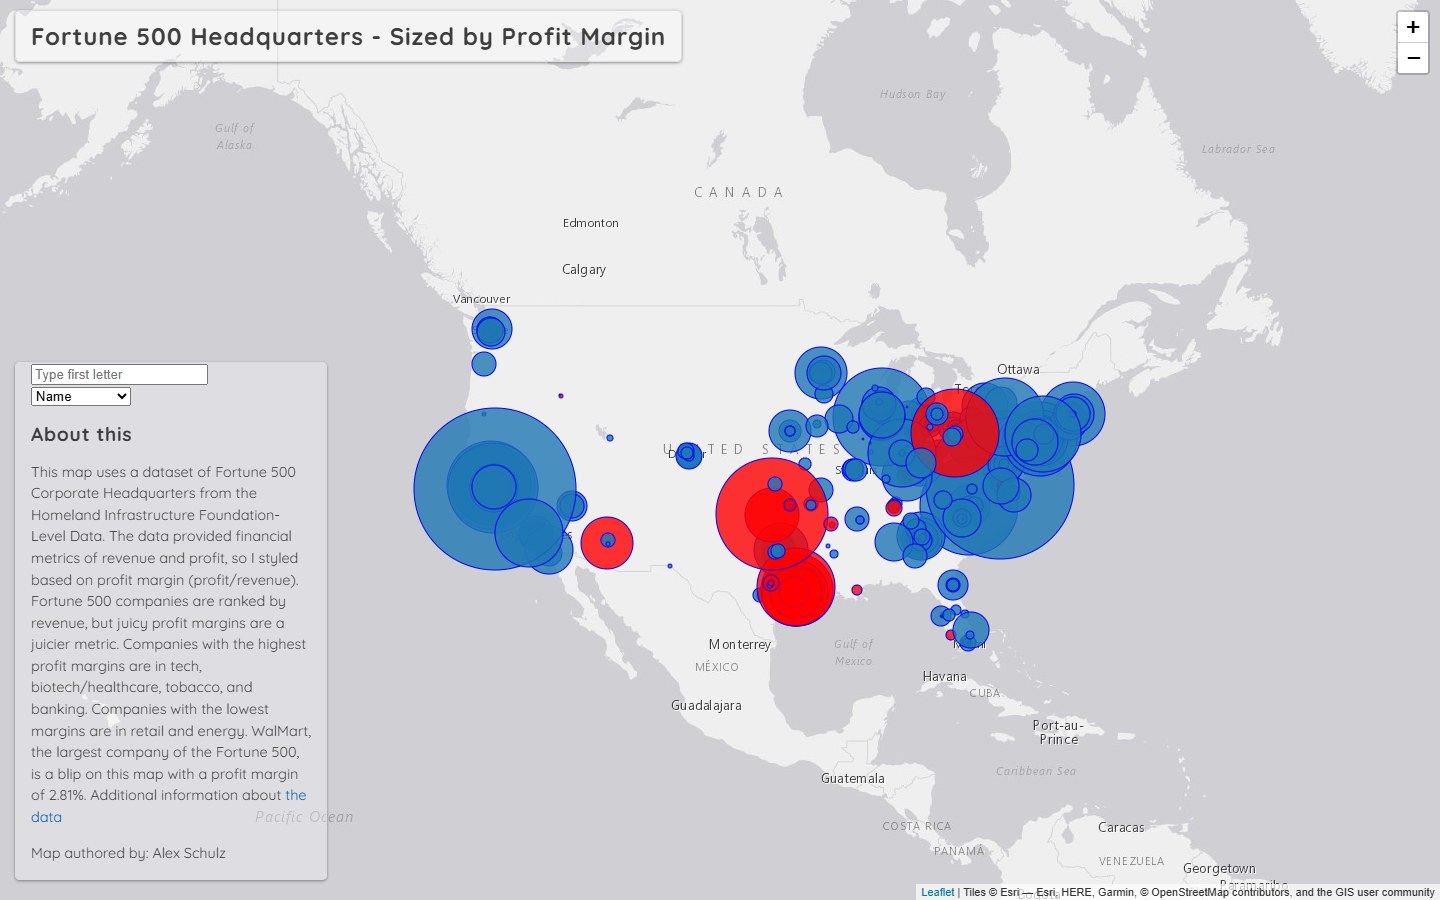 Fortune 500 Headquarters - Sized by Profit Margin
+
−
Hudson Bay
Gulf of
Alaska
Labrador Sea
CANADA
Edmonton
Calgary
Vancouver
Ottawa
UNITED STATES
Type first letter
Name
About this
This map uses a dataset of Fortune 500
Corporate Headquarters from the
Homeland Infrastructure Foundation-
Level Data. The data provided financial
metrics of revenue and profit, so I styled
based on profit margin (profit/revenue).
Fortune 500 companies are ranked by
revenue, but juicy profit margins are a
juicier metric. Companies with the highest
profit margins are in tech,
biotech/healthcare, tobacco, and
banking. Companies with the lowest
margins are in retail and energy. WalMart,
the largest company of the Fortune 500,
is a blip on this map with a profit margin
of 2.81%. Additional information about the
data
Map authored by: Alex Schulz
Monterrey
MÉXICO
Gulf of
Mexico
Havana
CUBA
Guadalajara
Port-au-
Prince
Caribbean Sea
Guatemala
Pacific Ocean
COSTA RICA
PANAMÁ
Caracas
VENEZUELA
Georgetown
Paramaribo
Leaflet | Tiles © Esri — Esri, HERE, Garmin, © OpenStreetMap contributors, and the GIS user community